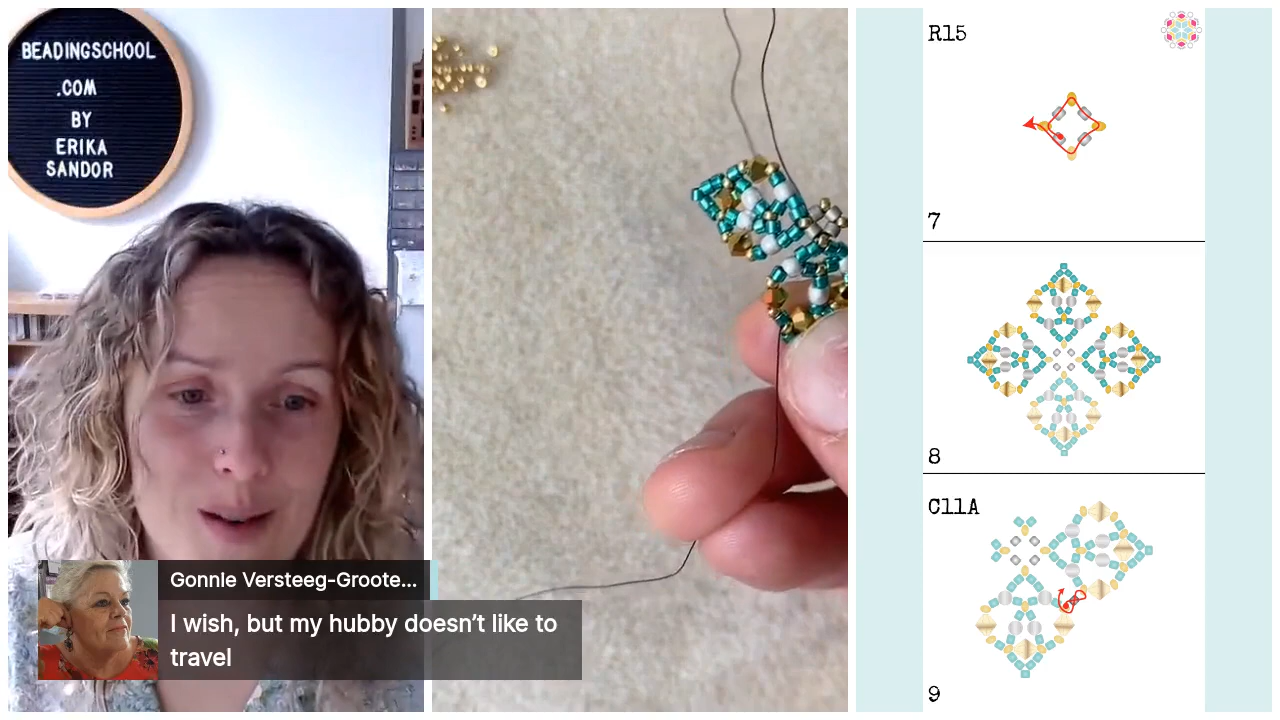 BEADINGSCHOOL
.COM
BY
ERIKA
SANDOR
Gonnie Versteeg-Groote...
I wish, but my hubby doesn't like to
travel
R15
7
8
C11A
9